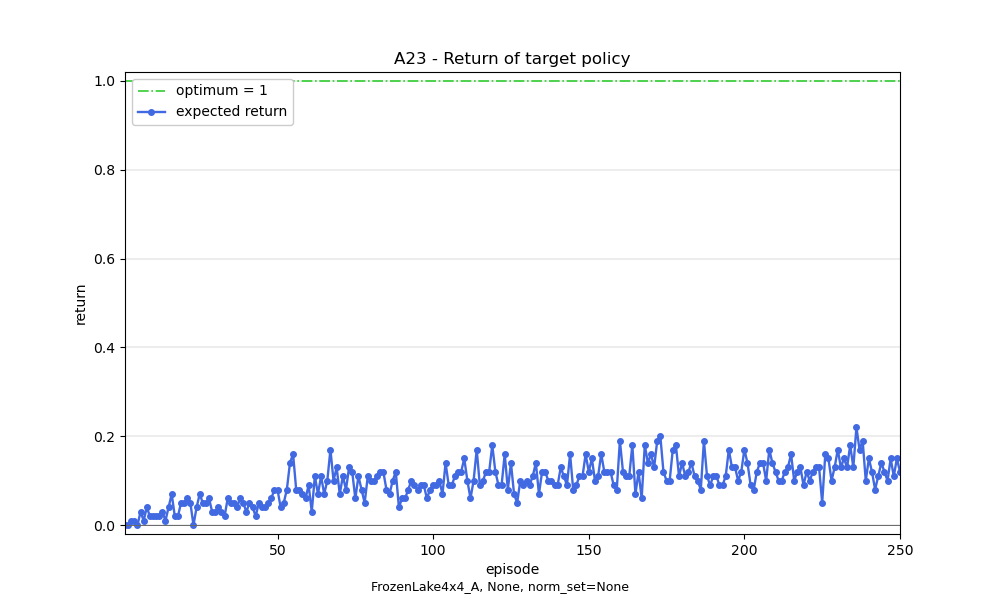 A23 - Return of target policy
optimum = 1
expected return
1.0
0.8
0.6
0.4
0.2
0.0
return
50
100
150
200
250
episode
FrozenLake4x4_A, None, norm_set=None